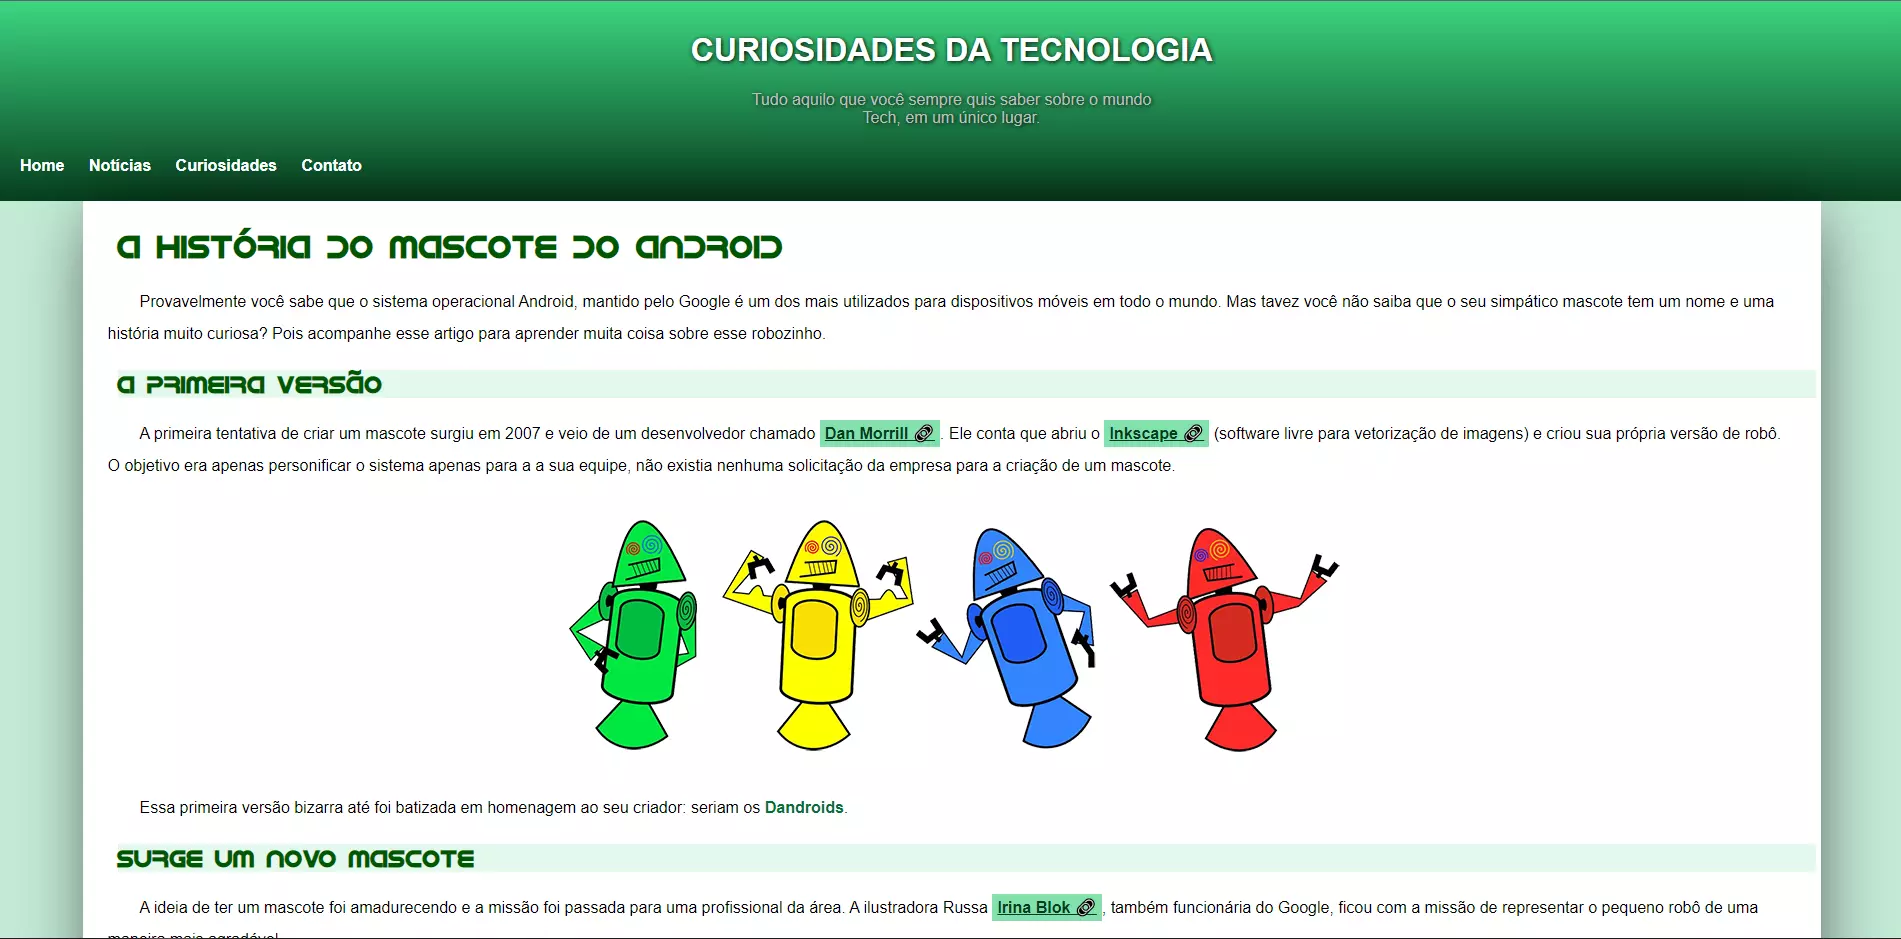 CURIOSIDADES DA TECNOLOGIA
Tudo aquilo que você sempre quis saber sobre o mundo
Tech, em um único lugar.
Home Notícias Curiosidades Contato
A HISTÓRIA DO MASCOTE DO ANDROID
Provavelmente você sabe que o sistema operacional Android, mantido pelo Google é um dos mais utilizados para dispositivos móveis em todo o mundo. Mas tavez você não saiba que o seu simpático mascote tem um nome e uma
história muito curiosa? Pois acompanhe esse artigo para aprender muita coisa sobre esse robozinho.
A PRIMEIRA VERSÃO
A primeira tentativa de criar um mascote surgiu em 2007 e veio de um desenvolvedor chamado Dan Morrill . Ele conta que abriu o Inkscape (software livre para vetorização de imagens) e criou sua própria versão de robô.
O objetivo era apenas personificar o sistema apenas para a a sua equipe, não existia nenhuma solicitação da empresa para a criação de um mascote.
Essa primeira versão bizarra até foi batizada em homenagem ao seu criador: seriam os Dandroids.
SURGE UM NOVO MASCOTE
A ideia de ter um mascote foi amadurecendo e a missão foi passada para uma profissional da área. A ilustradora Russa Irina Blok , também funcionária do Google, ficou com a missão de representar o pequeno robô de uma
maneira mais agradável